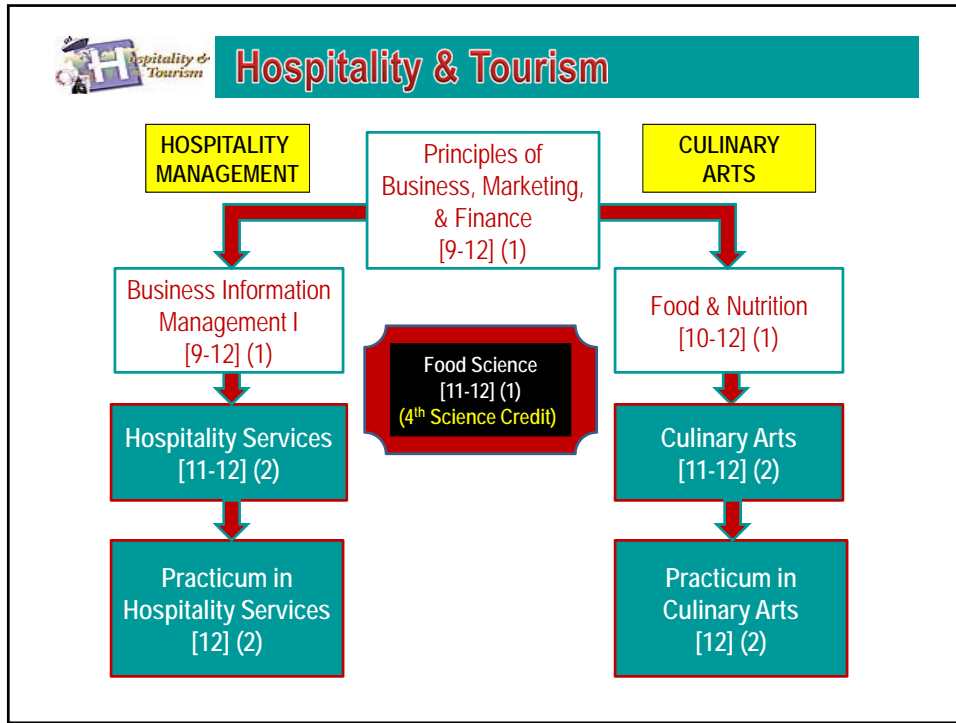 Hospitality &
Tourism
Hospitality & Tourism
HOSPITALITY
MANAGEMENT
Principles of
Business, Marketing,
& Finance
[9-12] (1)
CULINARY
ARTS
Business Information
Management I
[9-12] (1)
Food & Nutrition
[10-12] (1)
Food Science
[11-12] (1)
(4th Science Credit)
Hospitality Services
[11-12] (2)
Culinary Arts
[11-12] (2)
Practicum in
Hospitality Services
[12] (2)
Practicum in
Culinary Arts
[12] (2)